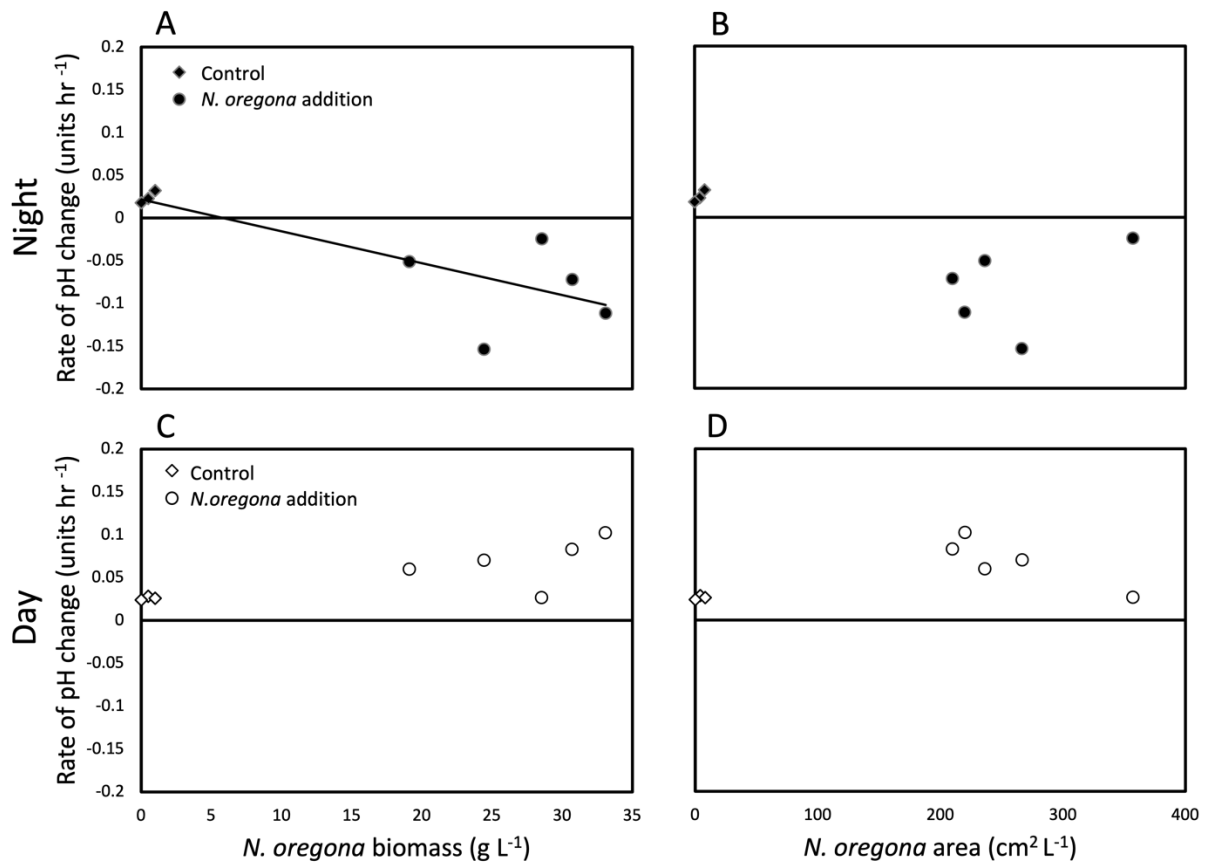 A
B
Night
Rate of pH change (units hr -1)
0.2
0.15
0.1
0.05
0
-0.05
-0.1
-0.15
-0.2
Control
N. oregona addition
C
D
Day
Rate of pH change (units hr -1)
0.2
0.15
0.1
0.05
0
-0.05
-0.1
-0.15
-0.2
Control
N.oregona addition
0 5 10 15 20 25 30 35
0 100 200 300 400
N. oregona biomass (g L-1)
N. oregona area (cm2 L-1)